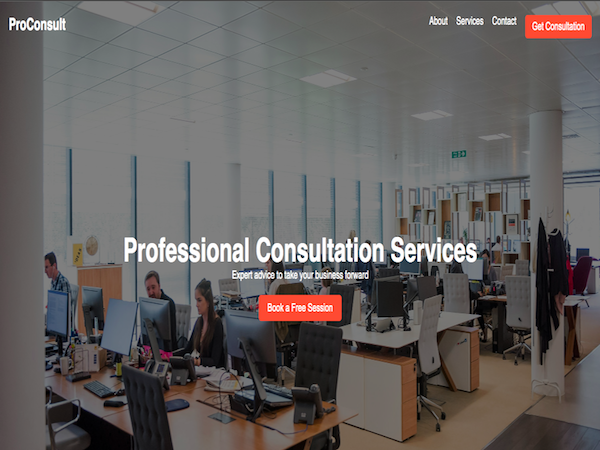 ProConsult
About Services Contact Get Consultation
Professional Consultation Services
Expert advice to take your business forward
Book a Free Session